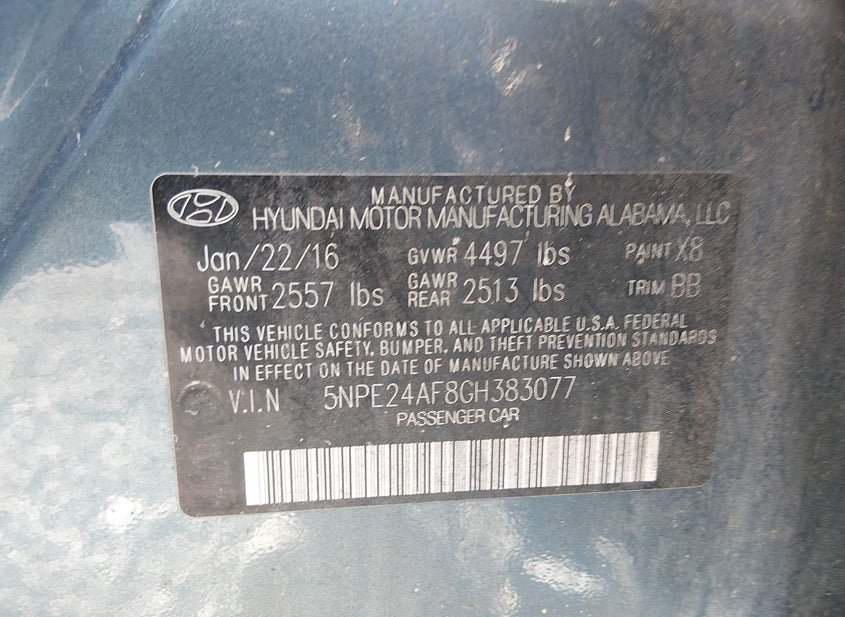 MANUFACTURED BY
HYUNDAI MOTOR MANUFACTURING ALABAMA, LLC
Jan/22/16 GVWR 4497 lbs PAINT X8
GAWR FRONT 2557 lbs GAWR REAR 2513 lbs TRIM BB
THIS VEHICLE CONFORMS TO ALL APPLICABLE U.S.A. FEDERAL
MOTOR VEHICLE SAFETY, BUMPER, AND THEFT PREVENTION STANDARDS
IN EFFECT ON THE DATE OF MANUFACTURE SHOWN ABOVE
V.I.N 5NPE24AF8GH383077
PASSENGER CAR